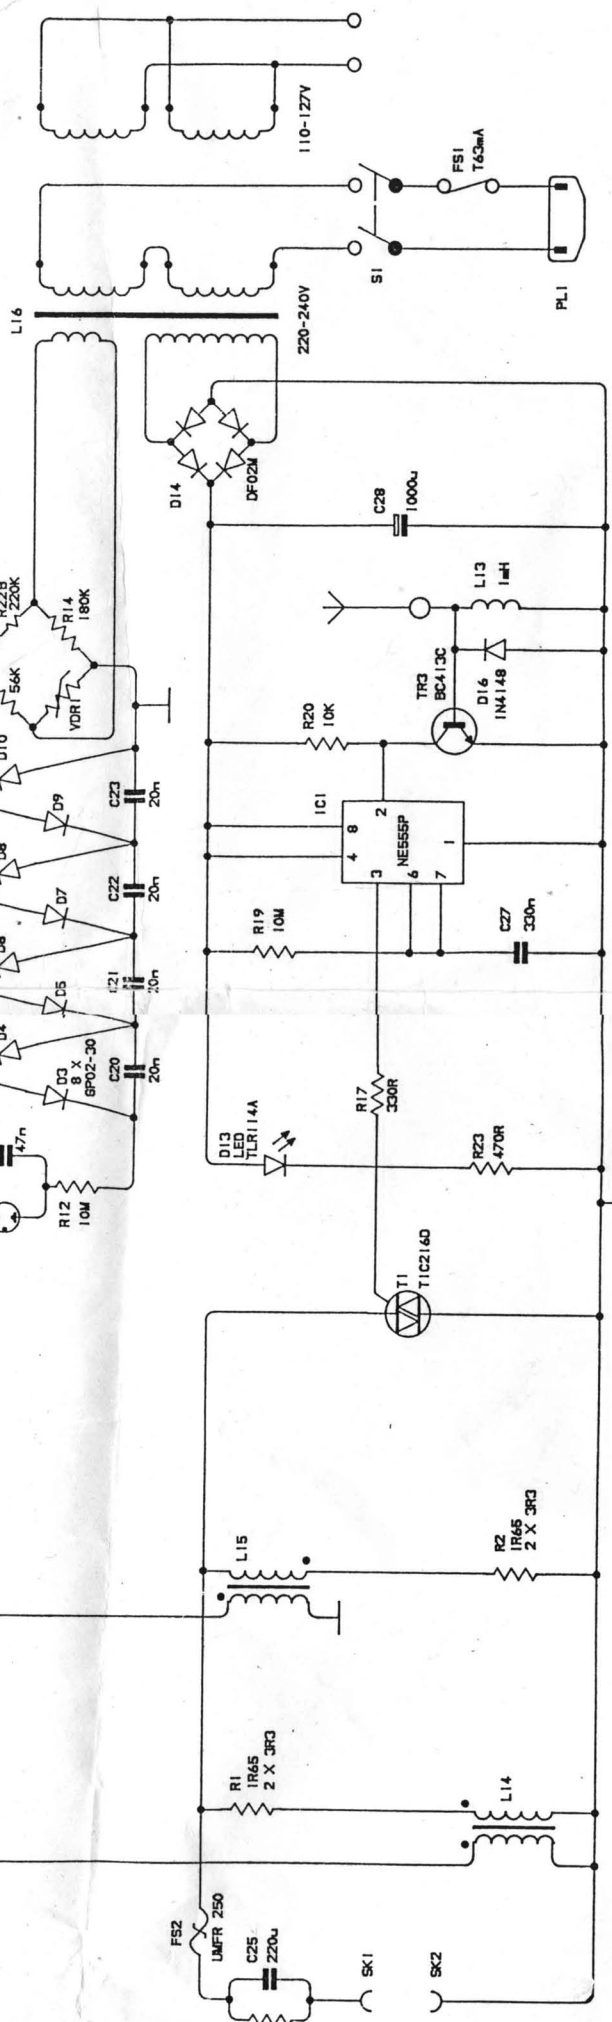 110-127V
FS1
T63mA
S1
PL1
L16
220-240V
D14
DF02M
C28
1000u
R22B
220K
R14
180K
L13
1mH
56K
VDR1
TR3
BC413C
D16
1N4148
R20
10K
D10
D9
C23
20n
IC1
8
2
4
NE555P
1
3
6
7
D8
D7
C22
20n
R19
10M
C27
330n
D6
D5
C21
20n
D4
D3
8 X
GP02-30
C20
20n
R17
330R
47n
D13
LED
TLR114A
R23
470R
R12
10M
T1
TIC216D
L15
R2
1R65
2 X 3R3
R1
1R65
2 X 3R3
L14
FS2
UMFR 250
C25
220u
SK1
SK2